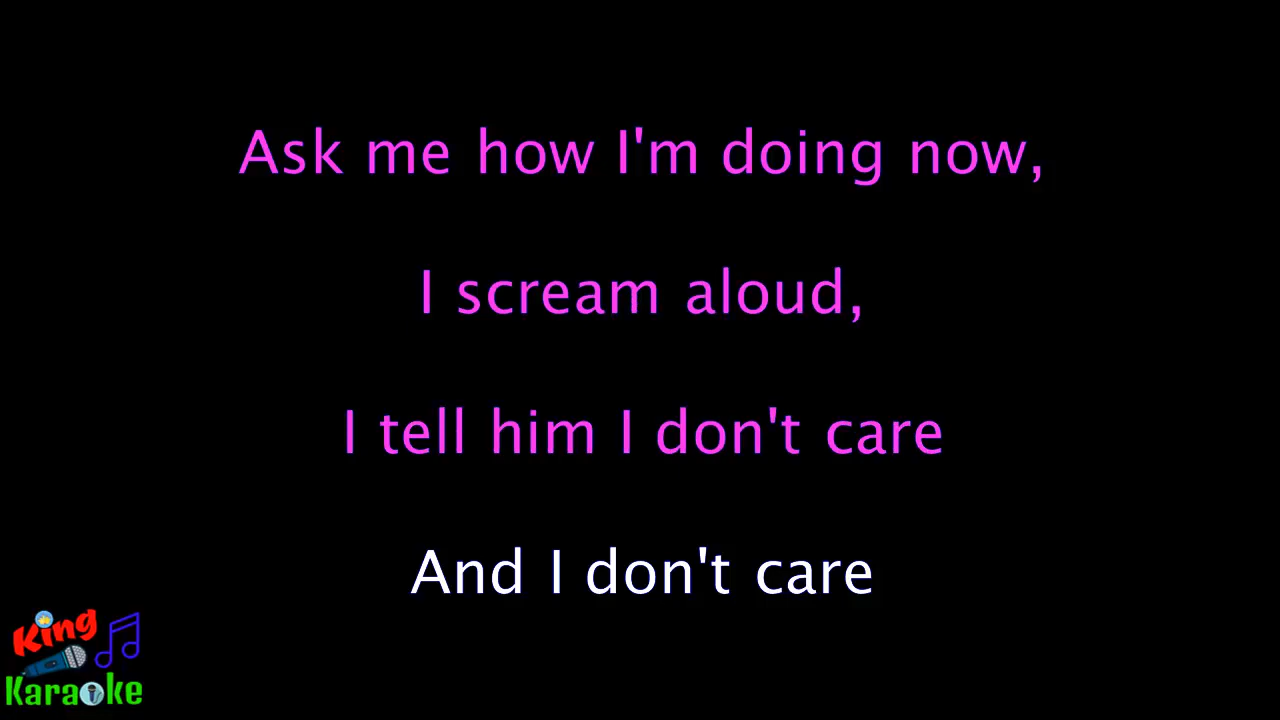 Ask me how I'm doing now,
I scream aloud,
I tell him I don't care
And I don't care
King
Karaoke